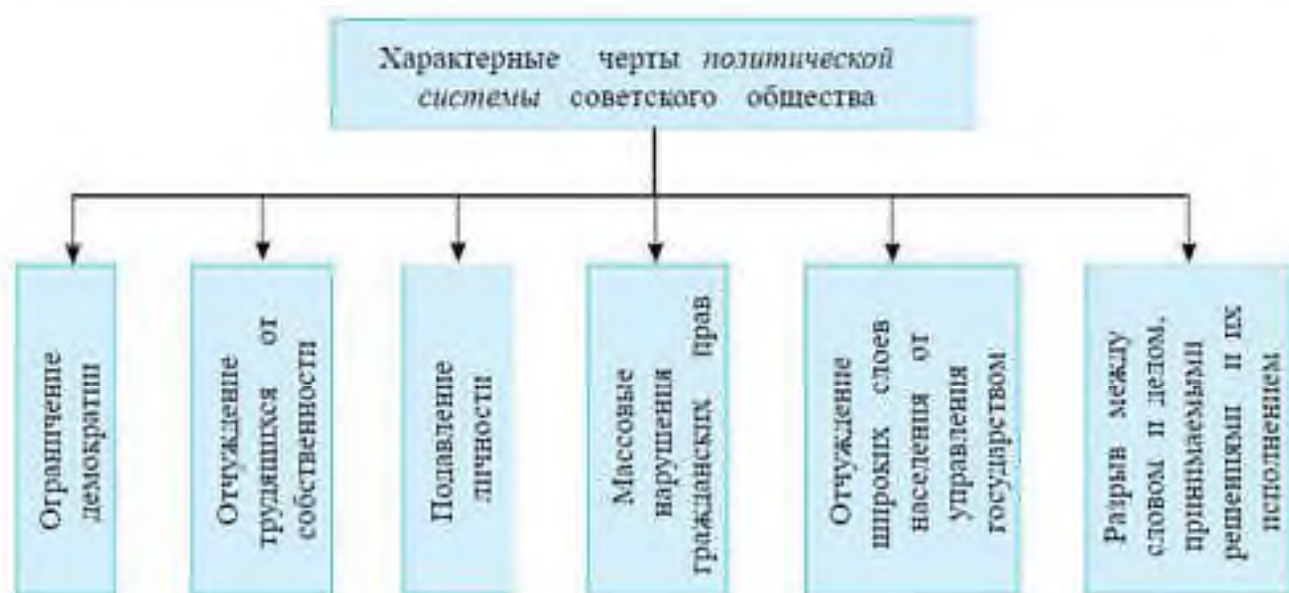 Характерные черты политической
системы советского общества
Ограничение
демократии
Отчуждение
трудящихся от
собственности
Подавление
личности
Массовые
нарушения
гражданских прав
Отчуждение
широких слоев
населения от
управления
государством
Разрыв между
словом и делом,
принимаемыми
решениями и их
исполнением